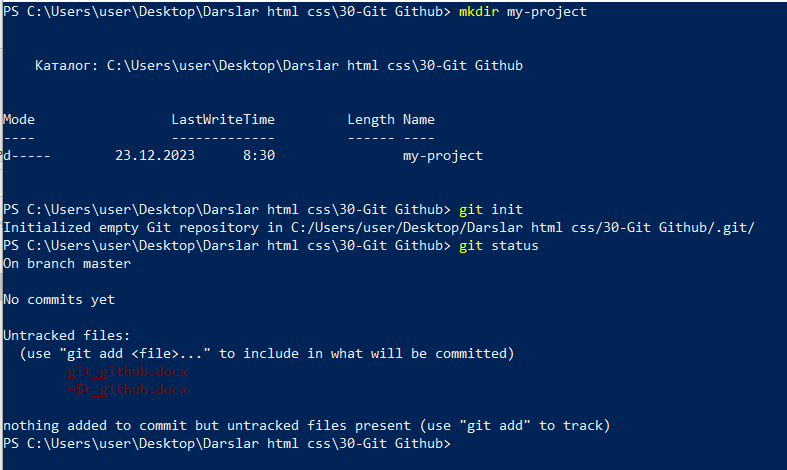 PS C:\Users\user\Desktop\Darslar html css\30-Git Github> mkdir my-project
Каталог: C:\Users\user\Desktop\Darslar html css\30-Git Github
Mode LastWriteTime Length Name
---- ------------- ------ ----
d----- 23.12.2023 8:30 my-project
PS C:\Users\user\Desktop\Darslar html css\30-Git Github> git init
Initialized empty Git repository in C:/Users/user/Desktop/Darslar html css/30-Git Github/.git/
PS C:\Users\user\Desktop\Darslar html css\30-Git Github> git status
On branch master
No commits yet
Untracked files:
(use "git add <file>..." to include in what will be committed)
git_github.docx
~$t_github.docx
nothing added to commit but untracked files present (use "git add" to track)
PS C:\Users\user\Desktop\Darslar html css\30-Git Github>